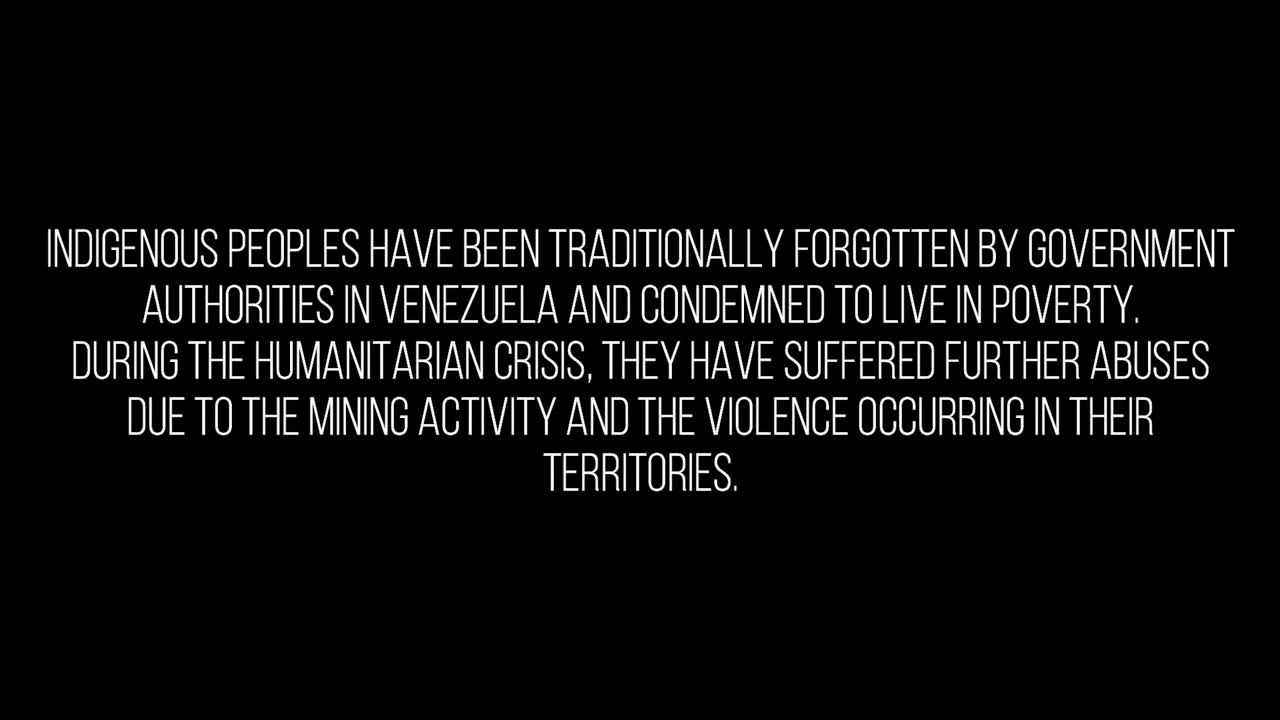 INDIGENOUS PEOPLES HAVE BEEN TRADITIONALLY FORGOTTEN BY GOVERNMENT
AUTHORITIES IN VENEZUELA AND CONDEMNED TO LIVE IN POVERTY.
DURING THE HUMANITARIAN CRISIS, THEY HAVE SUFFERED FURTHER ABUSES
DUE TO THE MINING ACTIVITY AND THE VIOLENCE OCCURRING IN THEIR
TERRITORIES.